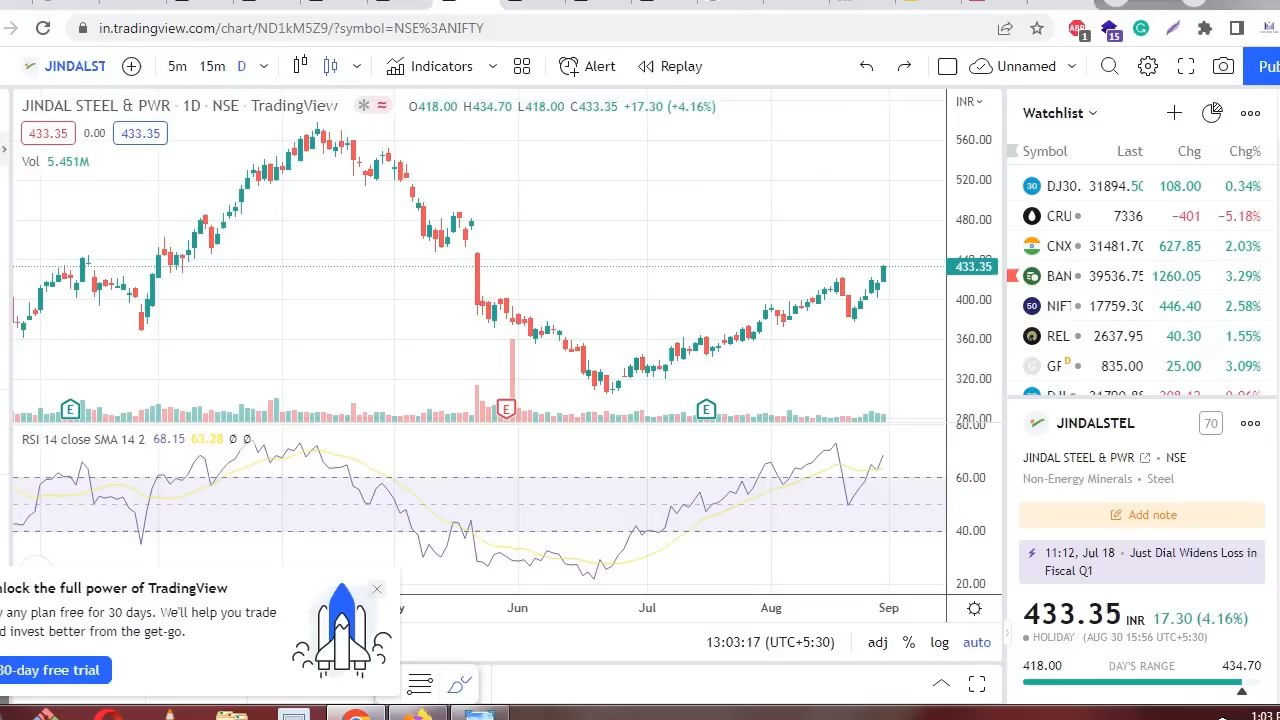 in.tradingview.com/chart/ND1kM5Z9/?symbol=NSE%3ANIFTY
ABP 1 15
JINDALST 5m 15m D Indicators Alert Replay Unnamed Pub
JINDAL STEEL & PWR · 1D · NSE · TradingView O418.00 H434.70 L418.00 C433.35 +17.30 (+4.16%)
433.35 0.00 433.35
Vol 5.451M
INR
560.00
520.00
480.00
433.35
400.00
360.00
320.00
280.00
E E E
RSI 14 close SMA 14 2 68.15 63.28 Ø Ø
80.00
60.00
40.00
20.00
Jun Jul Aug Sep
13:03:17 (UTC+5:30) adj % log auto
nlock the full power of TradingView
y any plan free for 30 days. We'll help you trade
d invest better from the get-go.
30-day free trial
Watchlist
Symbol Last Chg Chg%
30 DJ30. 31894.50 108.00 0.34%
CRU 7336 −401 −5.18%
CNX 31481.70 627.85 2.03%
BAN 39536.75 1260.05 3.29%
50 NIFT 17759.30 446.40 2.58%
REL 2637.95 40.30 1.55%
G GF D 835.00 25.00 3.09%
JINDALSTEL 70
JINDAL STEEL & PWR • NSE
Non-Energy Minerals • Steel
Add note
11:12, Jul 18 • Just Dial Widens Loss in
Fiscal Q1
433.35 INR 17.30 (4.16%)
HOLIDAY (AUG 30 15:56 UTC+5:30)
418.00 DAY'S RANGE 434.70